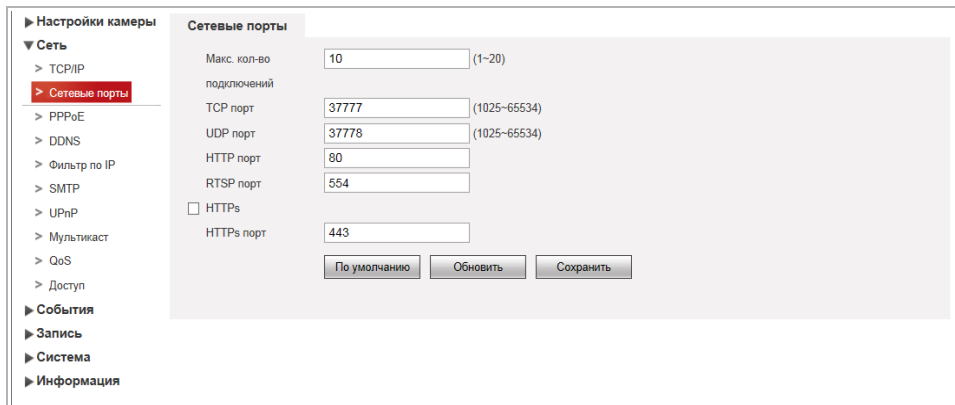 Настройки камеры
Сеть
> TCP/IP
> Сетевые порты
> PPPoE
> DDNS
> Фильтр по IP
> SMTP
> UPnP
> Мультикаст
> QoS
> Доступ
События
Запись
Система
Информация
Сетевые порты
Макс. кол-во 10 (1~20)
подключений
TCP порт 37777 (1025~65534)
UDP порт 37778 (1025~65534)
HTTP порт 80
RTSP порт 554
HTTPs
HTTPs порт 443
По умолчанию Обновить Сохранить